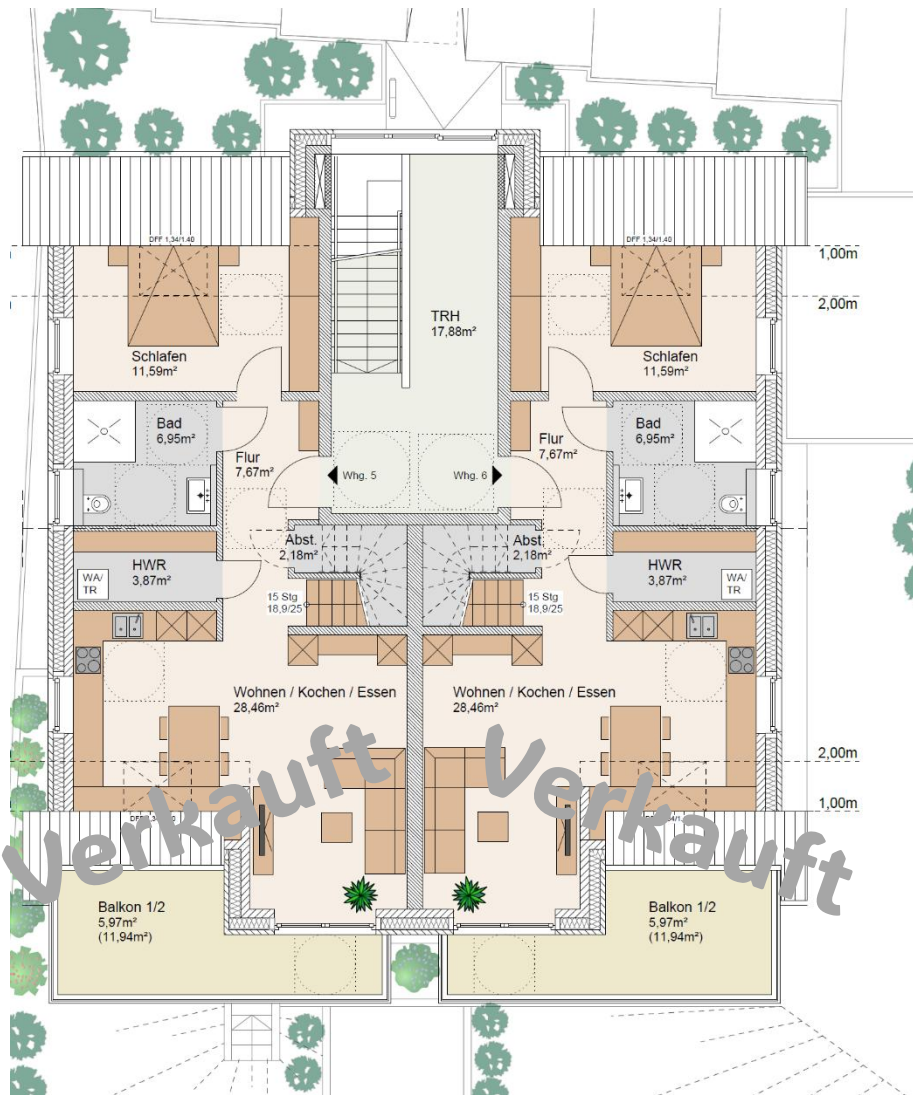 DFF 1,34/1.40
DFF 1,34/1.40
1,00m
2,00m
TRH
17,88m²
Schlafen
11,59m²
Schlafen
11,59m²
Bad
6,95m²
Bad
6,95m²
Flur
7,67m²
Flur
7,67m²
Whg. 5
Whg. 6
Abst.
2,18m²
Abst.
2,18m²
HWR
3,87m²
HWR
3,87m²
WA/
TR
WA/
TR
15 Stg
18,9/25
15 Stg
18,9/25
Wohnen / Kochen / Essen
28,46m²
Wohnen / Kochen / Essen
28,46m²
Verkauft
Verkauft
2,00m
1,00m
Balkon 1/2
5,97m²
(11,94m²)
Balkon 1/2
5,97m²
(11,94m²)